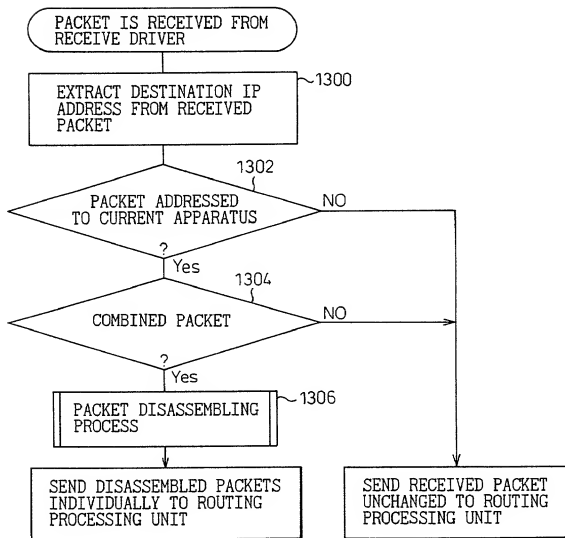 PACKET IS RECEIVED FROM
RECEIVE DRIVER
1300
EXTRACT DESTINATION IP
ADDRESS FROM RECEIVED
PACKET
1302
PACKET ADDRESSED
TO CURRENT APPARATUS
?
NO
Yes
1304
COMBINED PACKET
?
NO
Yes
1306
PACKET DISASSEMBLING
PROCESS
SEND DISASSEMBLED PACKETS
INDIVIDUALLY TO ROUTING
PROCESSING UNIT
SEND RECEIVED PACKET
UNCHANGED TO ROUTING
PROCESSING UNIT